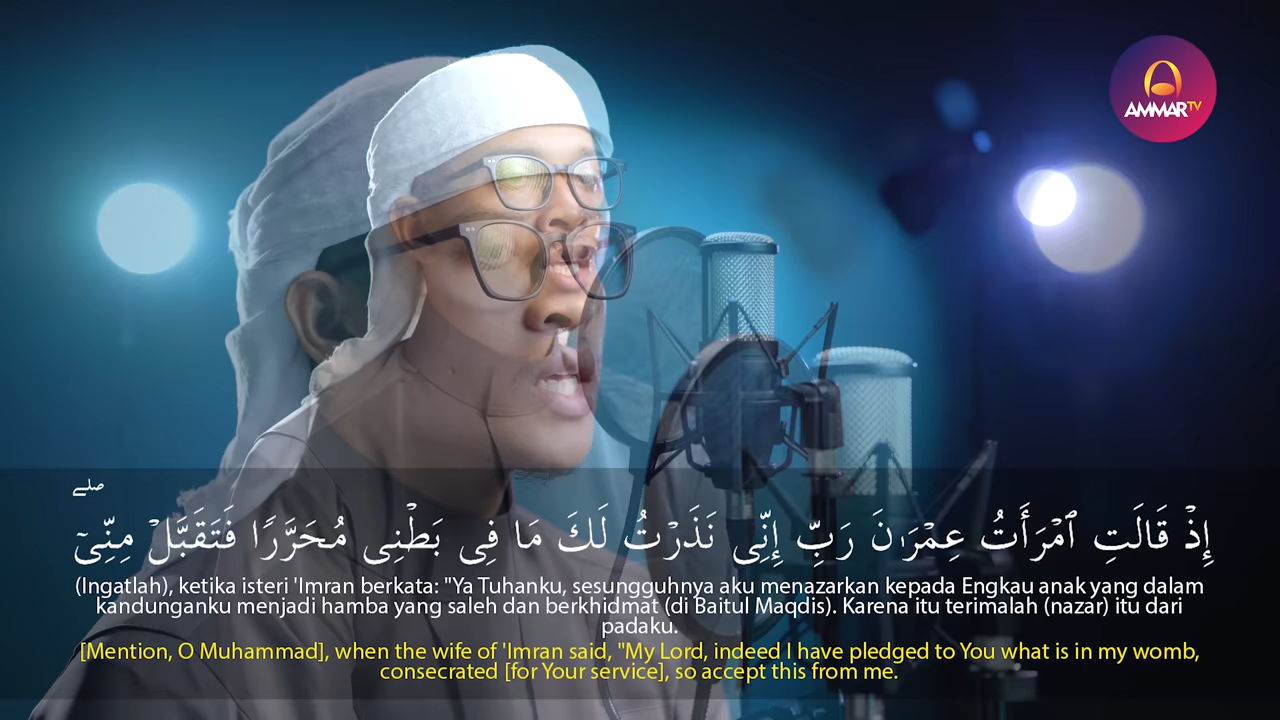 AMMARTV
صلے
إِذْ قَالَتِ ٱمْرَأَتُ عِمْرَٰنَ رَبِّ إِنِّى نَذَرْتُ لَكَ مَا فِى بَطْنِى مُحَرَّرًا فَتَقَبَّلْ مِنِّىٓ
(Ingatlah), ketika isteri 'Imran berkata: "Ya Tuhanku, sesungguhnya aku menazarkan kepada Engkau anak yang dalam
kandunganku menjadi hamba yang saleh dan berkhidmat (di Baitul Maqdis). Karena itu terimalah (nazar) itu dari
padaku.
[Mention, O Muhammad], when the wife of 'Imran said, "My Lord, indeed I have pledged to You what is in my womb,
consecrated [for Your service], so accept this from me.